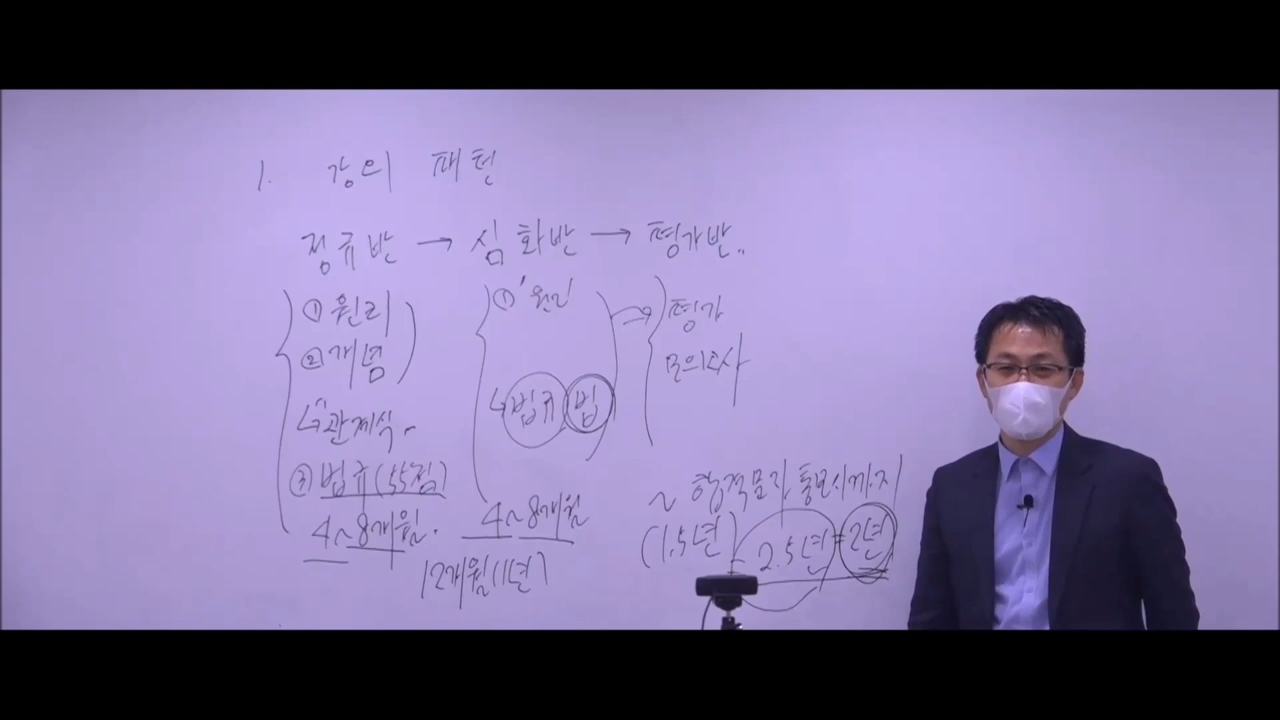 1. 강의 패턴
정규반 → 심화반 → 평가반..
① 원리
② 개념
↳ "관계식.
③ 법규(55점)
4~8개월.
①' 원리
↳ 법규 법
4~8개월
12개월(1년)
→ 평가
모의고사
~ 합격문자 통보시까지
(1.5년) ~ 2.5년 = 2년